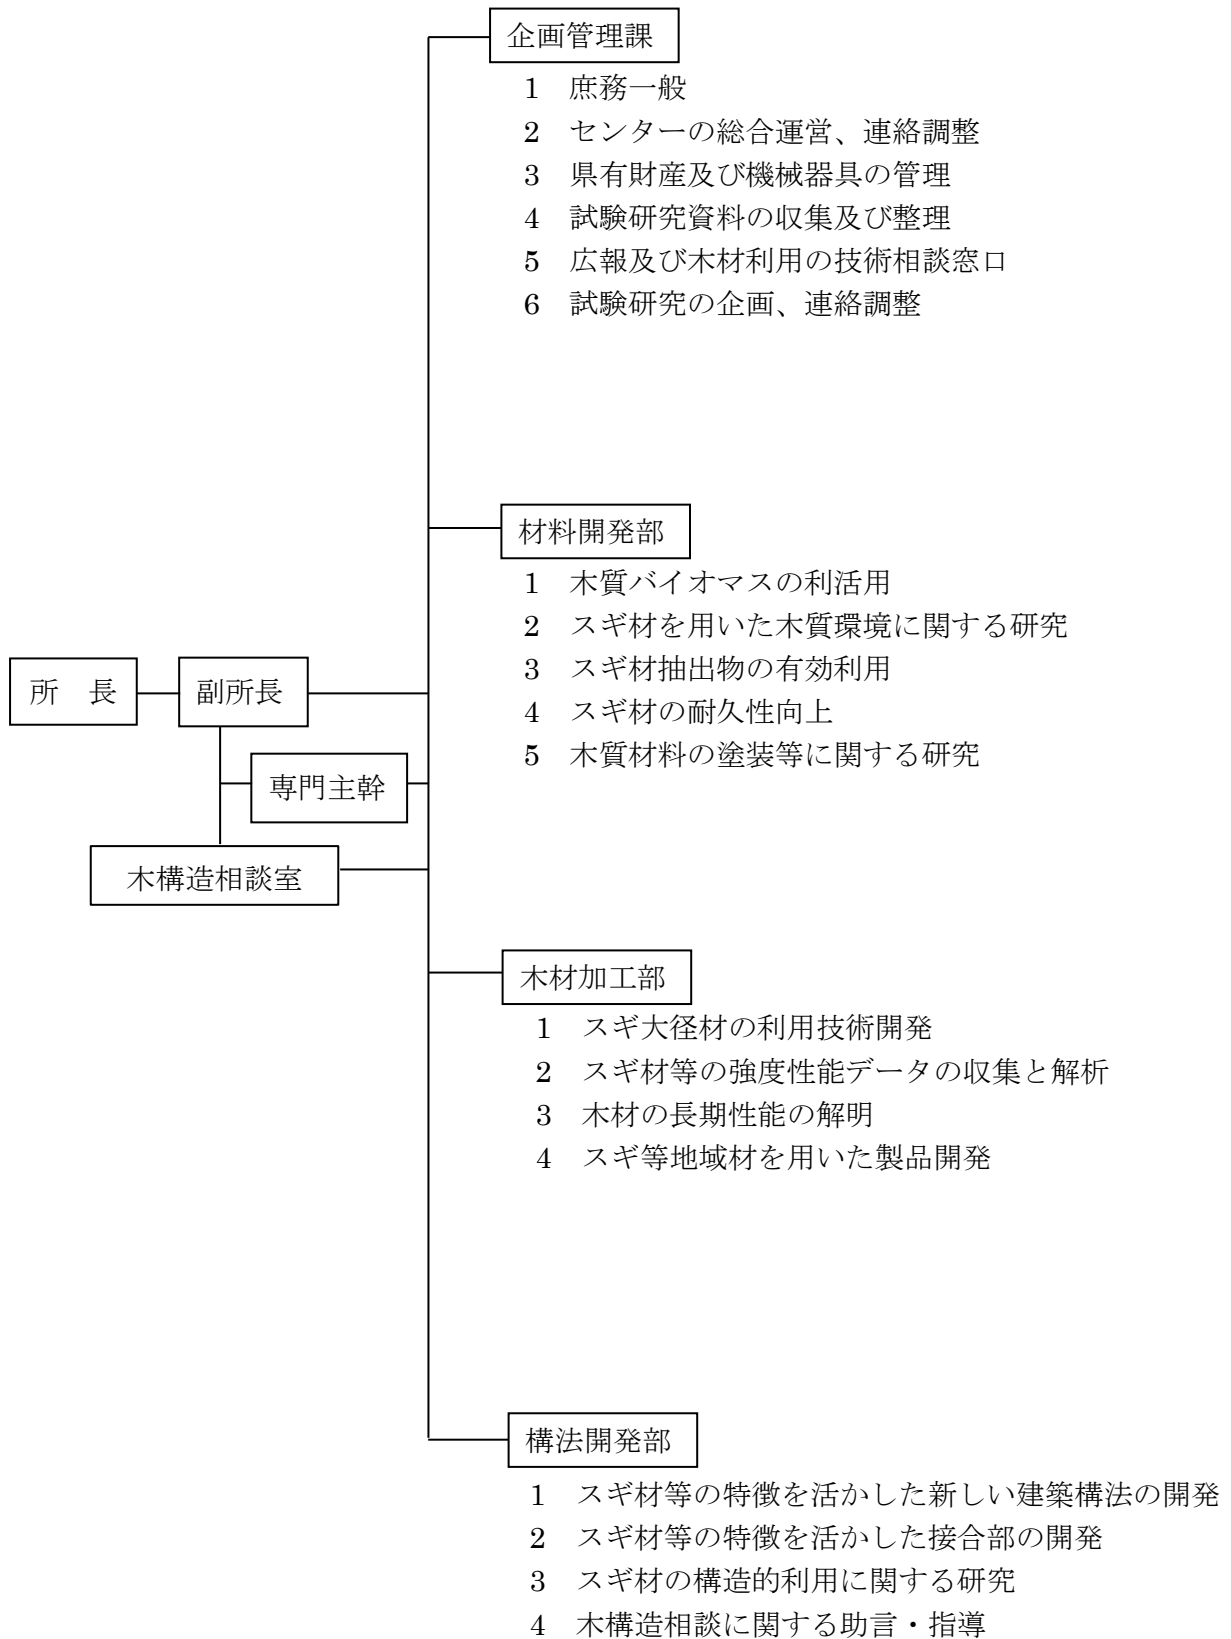 企画管理課
1 庶務一般
2 センターの総合運営、連絡調整
3 県有財産及び機械器具の管理
4 試験研究資料の収集及び整理
5 広報及び木材利用の技術相談窓口
6 試験研究の企画、連絡調整
材料開発部
1 木質バイオマスの利活用
2 スギ材を用いた木質環境に関する研究
3 スギ材抽出物の有効利用
4 スギ材の耐久性向上
5 木質材料の塗装等に関する研究
所　長
副所長
専門主幹
木構造相談室
木材加工部
1 スギ大径材の利用技術開発
2 スギ材等の強度性能データの収集と解析
3 木材の長期性能の解明
4 スギ等地域材を用いた製品開発
構法開発部
1 スギ材等の特徴を活かした新しい建築構法の開発
2 スギ材等の特徴を活かした接合部の開発
3 スギ材の構造的利用に関する研究
4 木構造相談に関する助言・指導